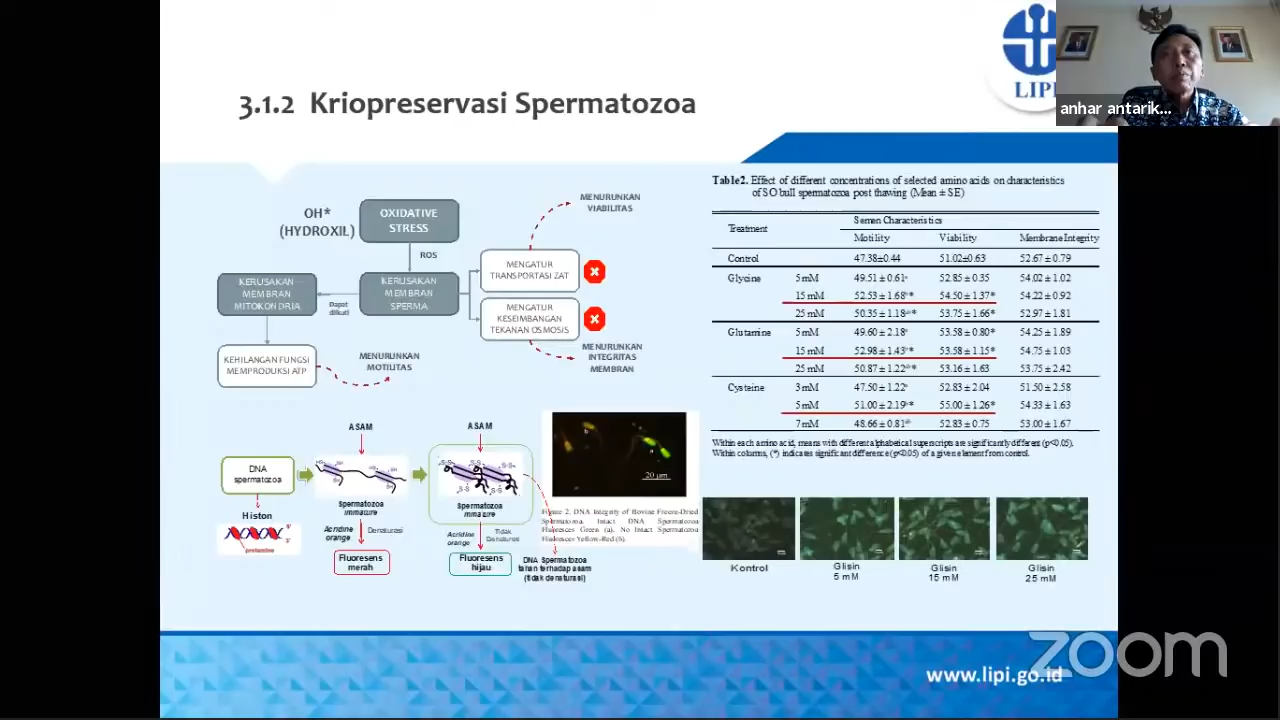 3.1.2 Kriopreservasi Spermatozoa
LIPI
anhar antarik...
OH*
(HYDROXIL)
OXIDATIVE
STRESS
ROS
MENURUNKAN
VIABILITAS
MENGATUR
TRANSPORTASI ZAT
KERUSAKAN
MEMBRAN
MITOKONDRIA
Dapat
diikuti
KERUSAKAN
MEMBRAN
SPERMA
MENGATUR
KESEIMBANGAN
TEKANAN OSMOSIS
MENURUNKAN
INTEGRITAS
MEMBRAN
KEHILANGAN FUNGSI
MEMPRODUKSI ATP
MENURUNKAN
MOTILITAS
ASAM
ASAM
DNA
spermatozoa
Histon
protamine
Spermatozoa
immature
Acridine
orange
Denaturasi
Fluoresens
merah
Spermatozoa
immature
Acridine
orange
Tidak
Denaturasi
Fluoresens
hijau
DNA Spermatozoa
tahan terhadap asam
(tidak denaturasi)
20 µm
Figure 2. DNA Integrity of Bovine Freeze-Dried
Spermatozoa. Intact DNA Spermatozoa
Fluoresces Green (a). No Intact Spermatozoa
Fluoresces Yellow-Red (b).
Table2. Effect of different concentrations of selected amino acids on characteristics
of SO bull spermatozoa post thawing (Mean ± SE)
Treatment
Semen Characteristics
Motility Viability Membrane Integrity
Control 47.38±0.44 51.02±0.63 52.67 ± 0.79
Glycine 5 mM 49.51 ± 0.61ᵃ 52.85 ± 0.35 54.02 ± 1.02
15 mM 52.53 ± 1.68ᵇ* 54.50 ± 1.37* 54.22 ± 0.92
25 mM 50.35 ± 1.18ᵃᵇ* 53.75 ± 1.66* 52.97 ± 1.81
Glutamine 5 mM 49.60 ± 2.18ᵃ 53.58 ± 0.80* 54.25 ± 1.89
15 mM 52.98 ± 1.43ᵇ* 53.58 ± 1.15* 54.75 ± 1.03
25 mM 50.87 ± 1.22ᵃᵇ* 53.16 ± 1.63 53.75 ± 2.42
Cysteine 3 mM 47.50 ± 1.22ᵃ 52.83 ± 2.04 51.50 ± 2.58
5 mM 51.00 ± 2.19ᵇ* 55.00 ± 1.26* 54.33 ± 1.63
7 mM 48.66 ± 0.81ᵃᵇ 52.83 ± 0.75 53.00 ± 1.67
Within each amino acid, means with different alphabetical superscripts are significantly different (p<0.05).
Within columns, (*) indicates significant difference (p<0.05) of a given element from control.
Kontrol
Glisin
5 mM
Glisin
15 mM
Glisin
25 mM
www.lipi.go.id
zoom